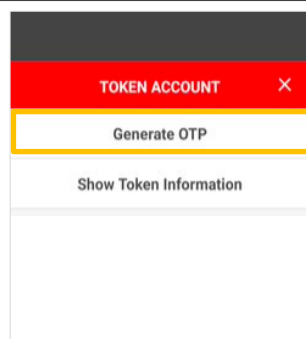 TOKEN ACCOUNT ×
Generate OTP
Show Token Information